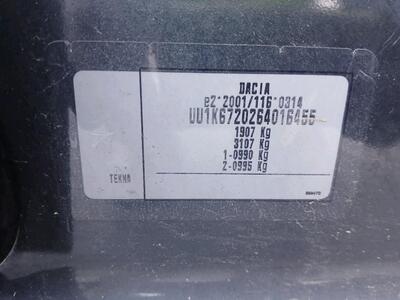 DACIA
e2*2001/116*0314
UU1K6720264016455
1907 Kg
3107 Kg
1-0990 Kg
2-0995 Kg
TEKNA